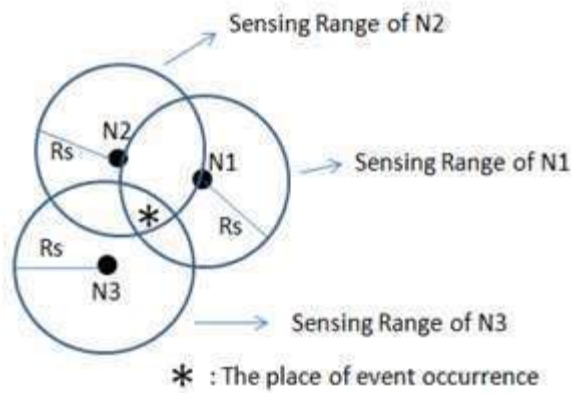 Sensing Range of N2
N2
Rs
N1
Sensing Range of N1
*
Rs
Rs
N3
Sensing Range of N3
* : The place of event occurrence